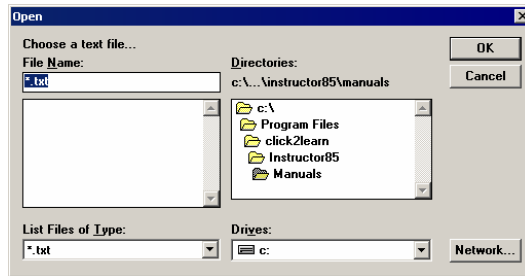 Open
Choose a text file...
File Name:
*.txt
Directories:
c:\...\instructor85\manuals
c:\
Program Files
click2learn
Instructor85
Manuals
List Files of Type:
*.txt
Drives:
c:
OK
Cancel
Network...